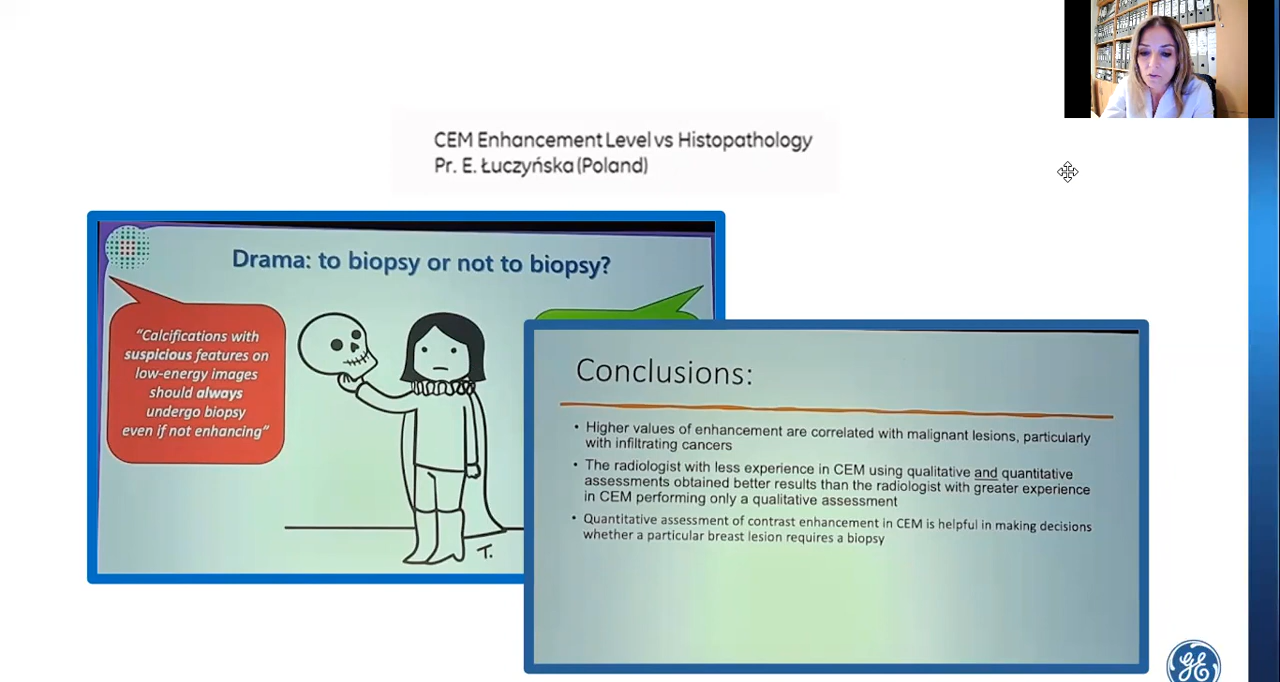 CEM Enhancement Level vs Histopathology
Pr. E. Łuczyńska (Poland)
Drama: to biopsy or not to biopsy?
“Calcifications with
suspicious features on
low-energy images
should always
undergo biopsy
even if not enhancing”
T.
Conclusions:
• Higher values of enhancement are correlated with malignant lesions, particularly
with infiltrating cancers
• The radiologist with less experience in CEM using qualitative and quantitative
assessments obtained better results than the radiologist with greater experience
in CEM performing only a qualitative assessment
• Quantitative assessment of contrast enhancement in CEM is helpful in making decisions
whether a particular breast lesion requires a biopsy
GE